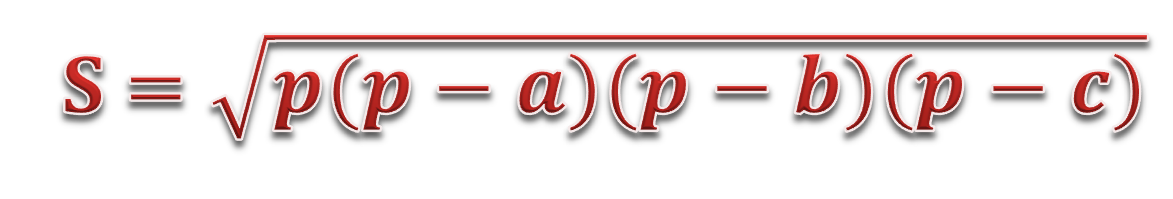 S = √p(p − a)(p − b)(p − c)